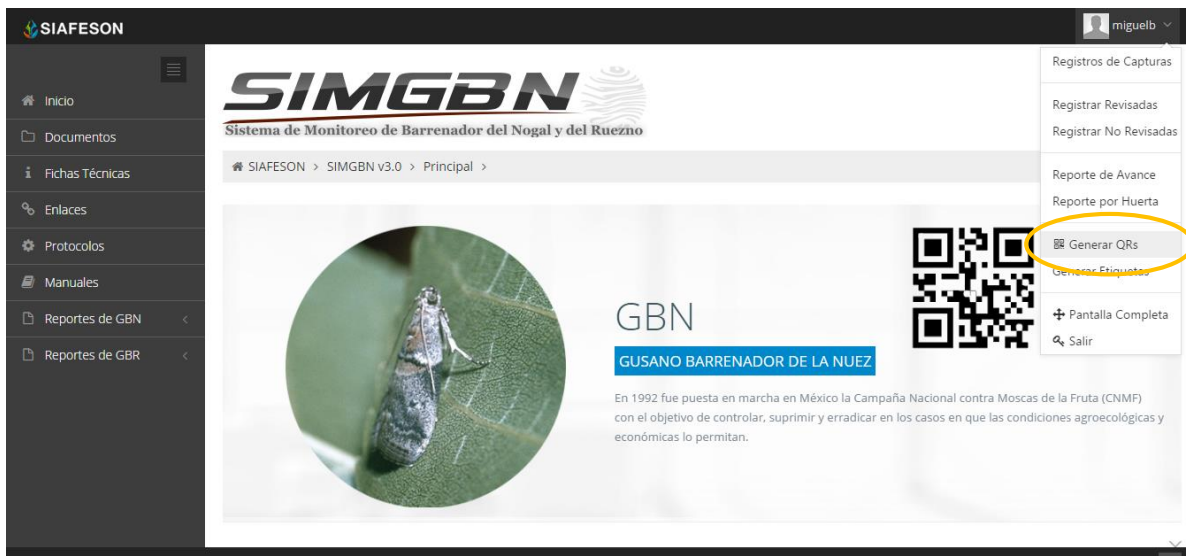 SIAFESON
miguelb
Inicio
Documentos
Fichas Técnicas
Enlaces
Protocolos
Manuales
Reportes de GBN
Reportes de GBR
SIMGBN
Sistema de Monitoreo de Barrenador del Nogal y del Ruezno
SIAFESON > SIMGBN v3.0 > Principal >
Registros de Capturas
Registrar Revisadas
Registrar No Revisadas
Reporte de Avance
Reporte por Huerta
Generar QRs
Generar Etiquetas
Pantalla Completa
Salir
GBN
GUSANO BARRENADOR DE LA NUEZ
En 1992 fue puesta en marcha en México la Campaña Nacional contra Moscas de la Fruta (CNMF)
con el objetivo de controlar, suprimir y erradicar en los casos en que las condiciones agroecológicas y
económicas lo permitan.